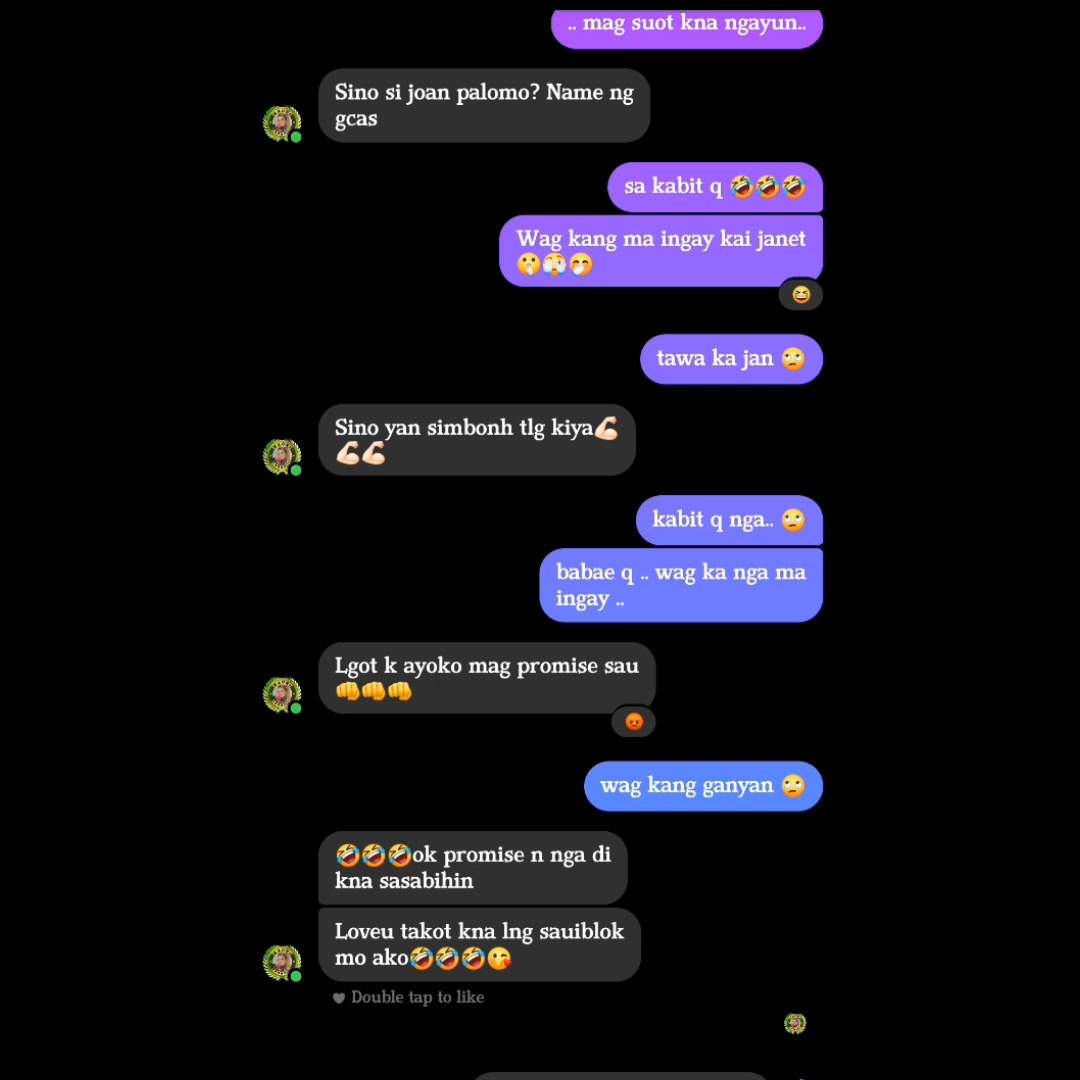 .. mag suot kna ngayun..
Sino si joan palomo? Name ng
gcas
sa kabit q 🤣🤣🤣
Wag kang ma ingay kai janet
🤫🫣🤭
tawa ka jan 🙄
Sino yan simbonh tlg kiya💪🏻
💪🏻💪🏻
kabit q nga.. 🙄
babae q .. wag ka nga ma
ingay ..
Lgot k ayoko mag promise sau
👊👊👊
wag kang ganyan 🙄
🤣🤣🤣ok promise n nga di
kna sasabihin
Loveu takot kna lng sauiblok
mo ako🤣🤣🤣😘
Double tap to like